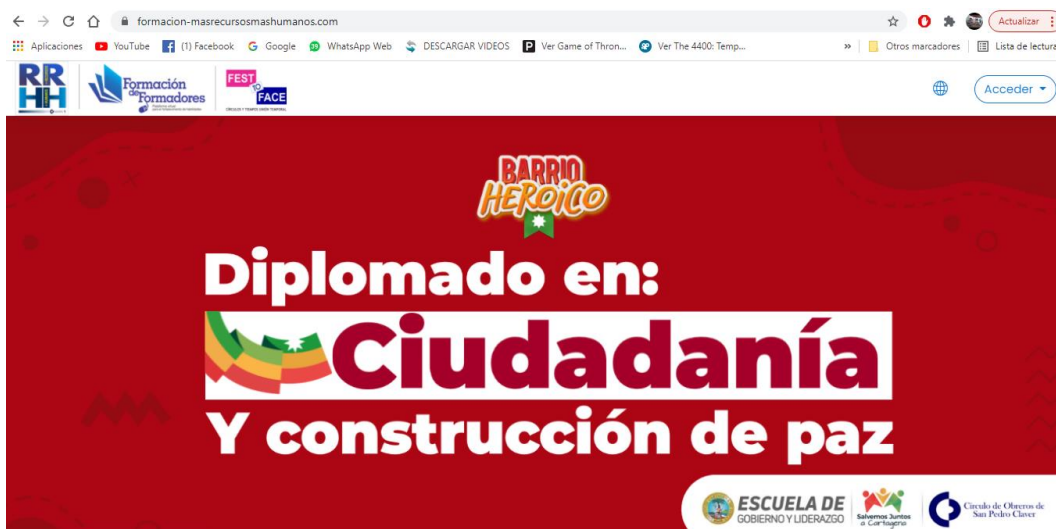 formacion-masrecursosmashumanos.com
Actualizar
Aplicaciones
YouTube
(1) Facebook
Google
WhatsApp Web
DESCARGAR VIDEOS
Ver Game of Thron...
Ver The 4400: Temp...
»
Otros marcadores
Lista de lectura
RR
HH
Formación
de Formadores
FEST
TO
FACE
Acceder
BARRIO
HEROICO
Diplomado en:
Ciudadanía
Y construcción de paz
ESCUELA DE
GOBIERNO Y LIDERAZGO
Salvemos Juntos
a Cartagena
Círculo de Obreros de
San Pedro Claver